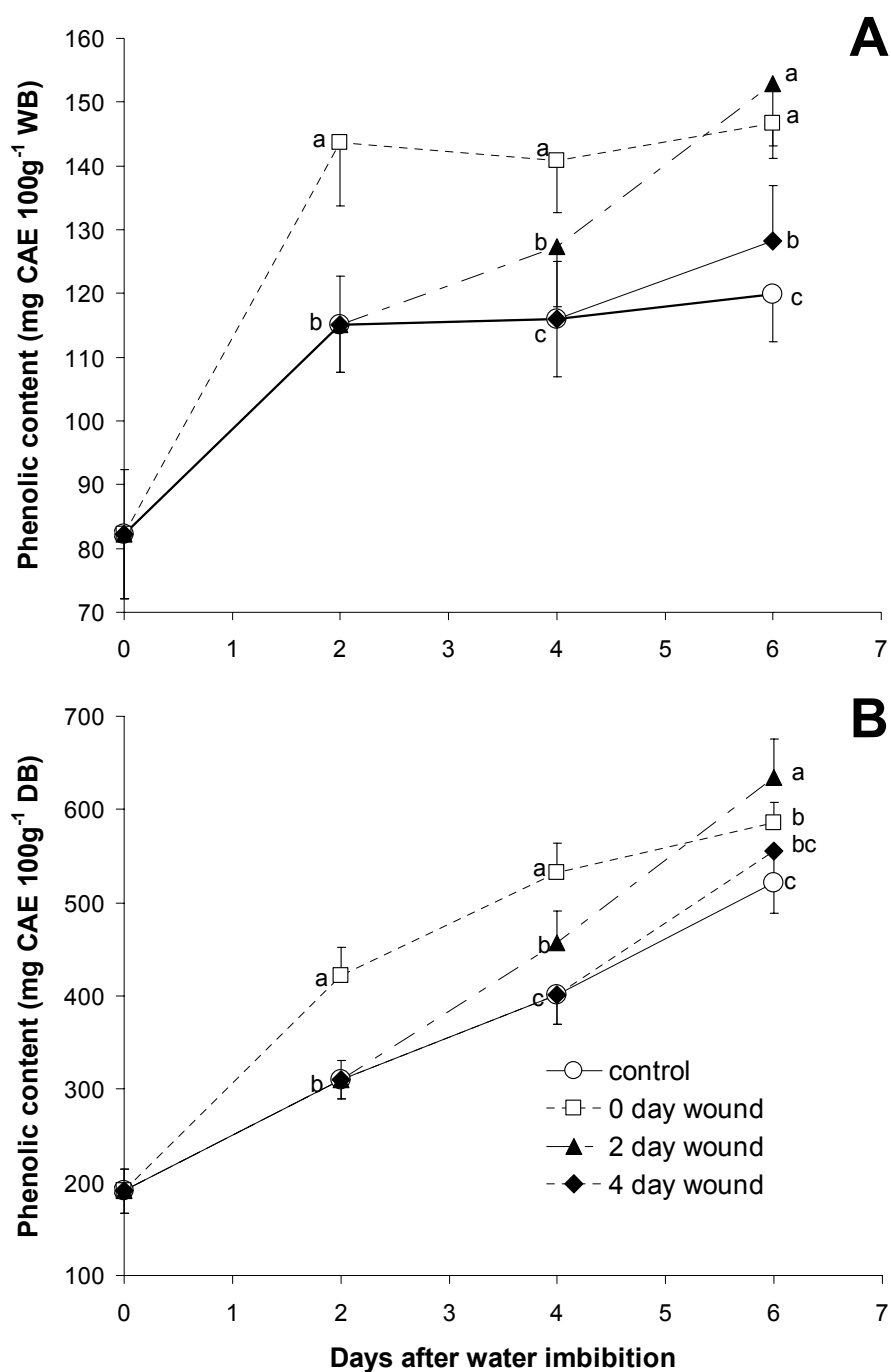 A
Phenolic content (mg CAE 100g⁻¹ WB)
160
150
140
130
120
110
100
90
80
70
0 1 2 3 4 5 6 7
a
b
a
b
c
a
a
b
c
B
Phenolic content (mg CAE 100g⁻¹ DB)
700
600
500
400
300
200
100
0 1 2 3 4 5 6 7
a
b
a
b
c
a
b
bc
c
control
0 day wound
2 day wound
4 day wound
Days after water imbibition